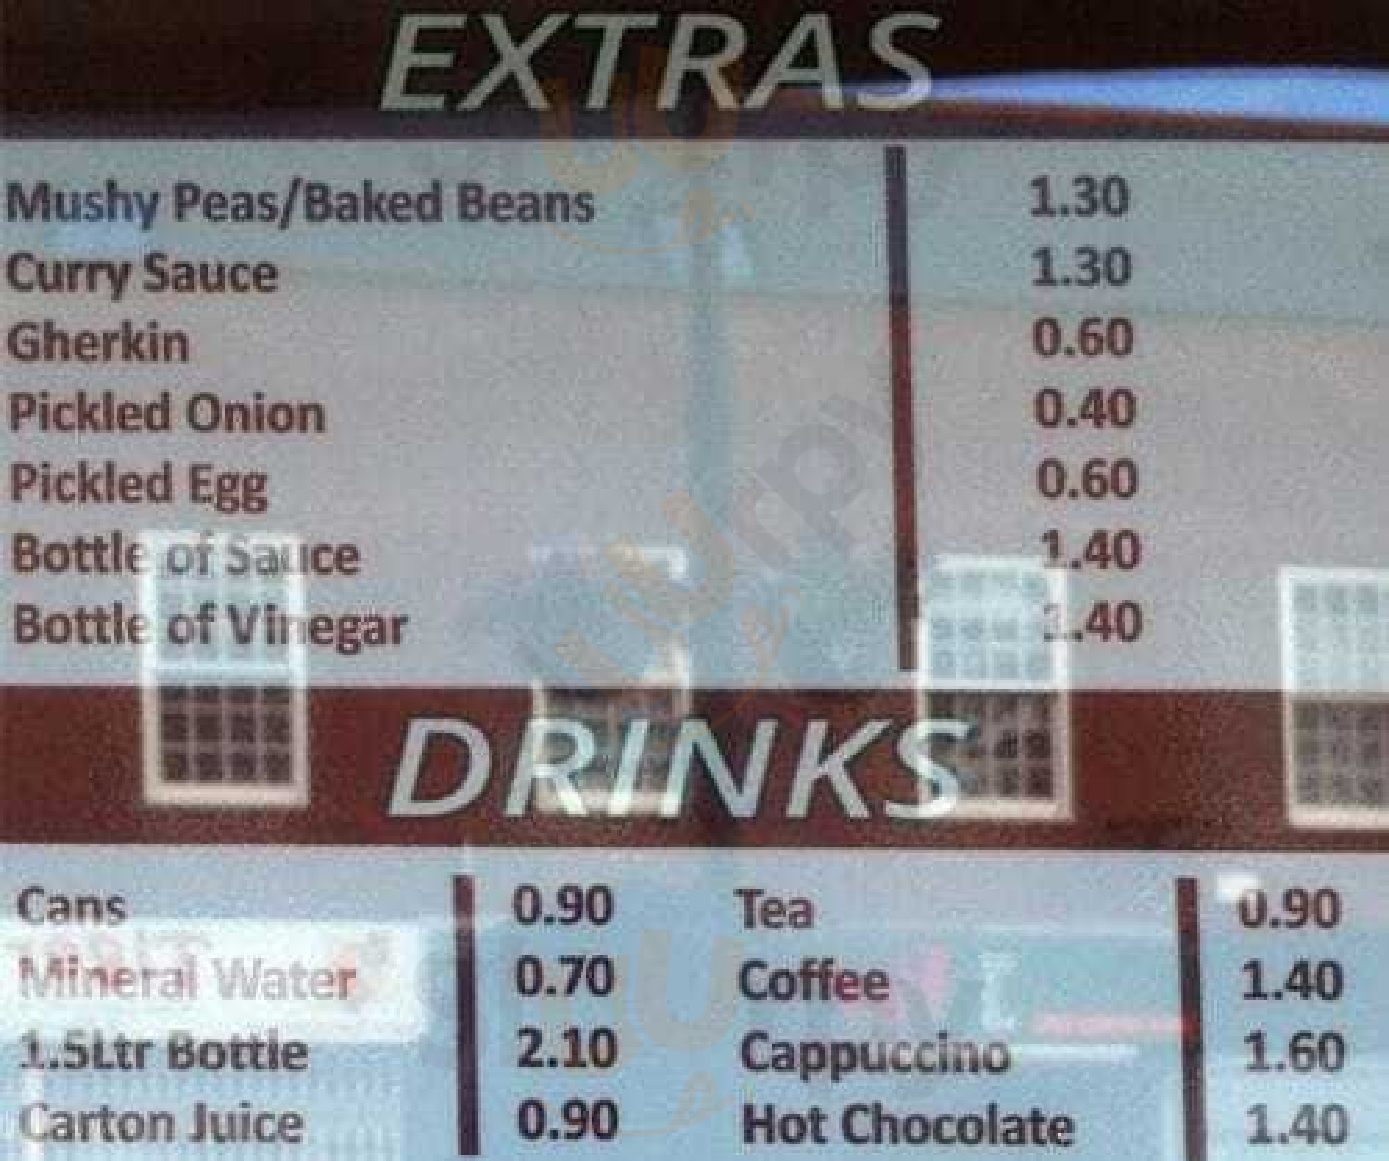 EXTRAS
Mushy Peas/Baked Beans 1.30
Curry Sauce 1.30
Gherkin 0.60
Pickled Onion 0.40
Pickled Egg 0.60
Bottle of Sauce 1.40
Bottle of Vinegar 1.40
DRINKS
Cans 0.90 Tea 0.90
Mineral Water 0.70 Coffee 1.40
1.5Ltr Bottle 2.10 Cappuccino 1.60
Carton Juice 0.90 Hot Chocolate 1.40